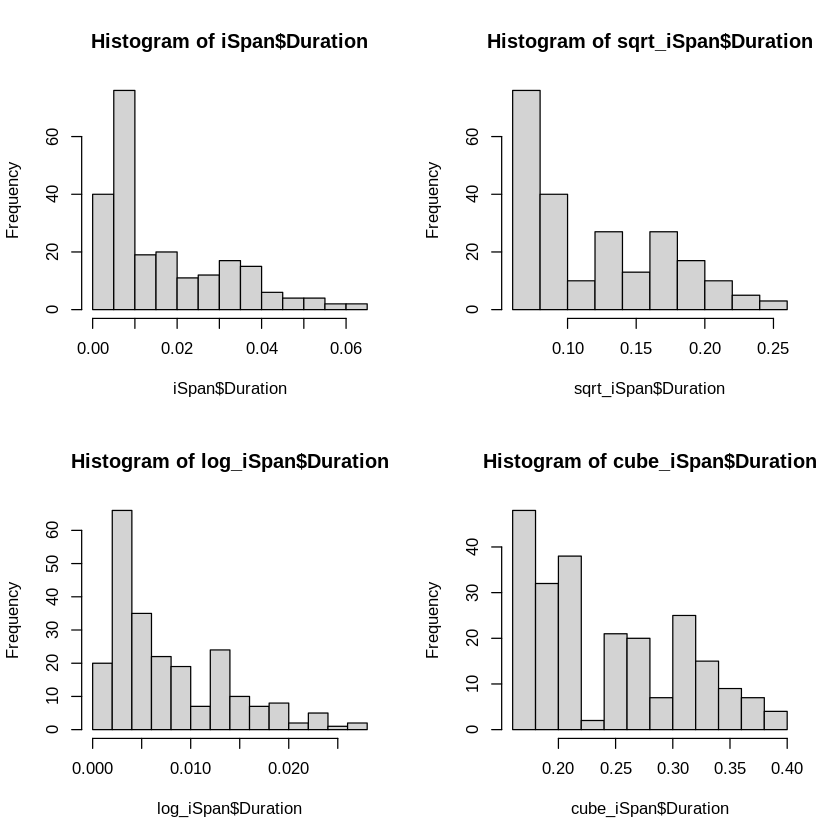 Histogram of iSpan$Duration
Frequency
0 20 40 60
0.00 0.02 0.04 0.06
iSpan$Duration
Histogram of sqrt_iSpan$Duration
Frequency
0 20 40 60
0.10 0.15 0.20 0.25
sqrt_iSpan$Duration
Histogram of log_iSpan$Duration
Frequency
0 10 20 30 40 50 60
0.000 0.010 0.020
log_iSpan$Duration
Histogram of cube_iSpan$Duration
Frequency
0 10 20 30 40
0.20 0.25 0.30 0.35 0.40
cube_iSpan$Duration